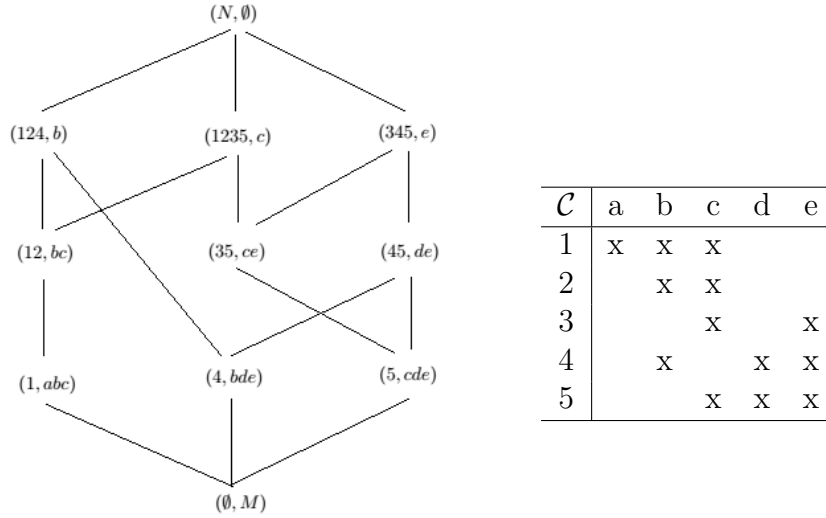 (N, ∅)
(124, b) (1235, c) (345, e)
(12, bc) (35, ce) (45, de)
(1, abc) (4, bde) (5, cde)
(∅, M)
𝒞 a b c d e
1 x x x
2 x x
3 x x
4 x x x
5 x x x